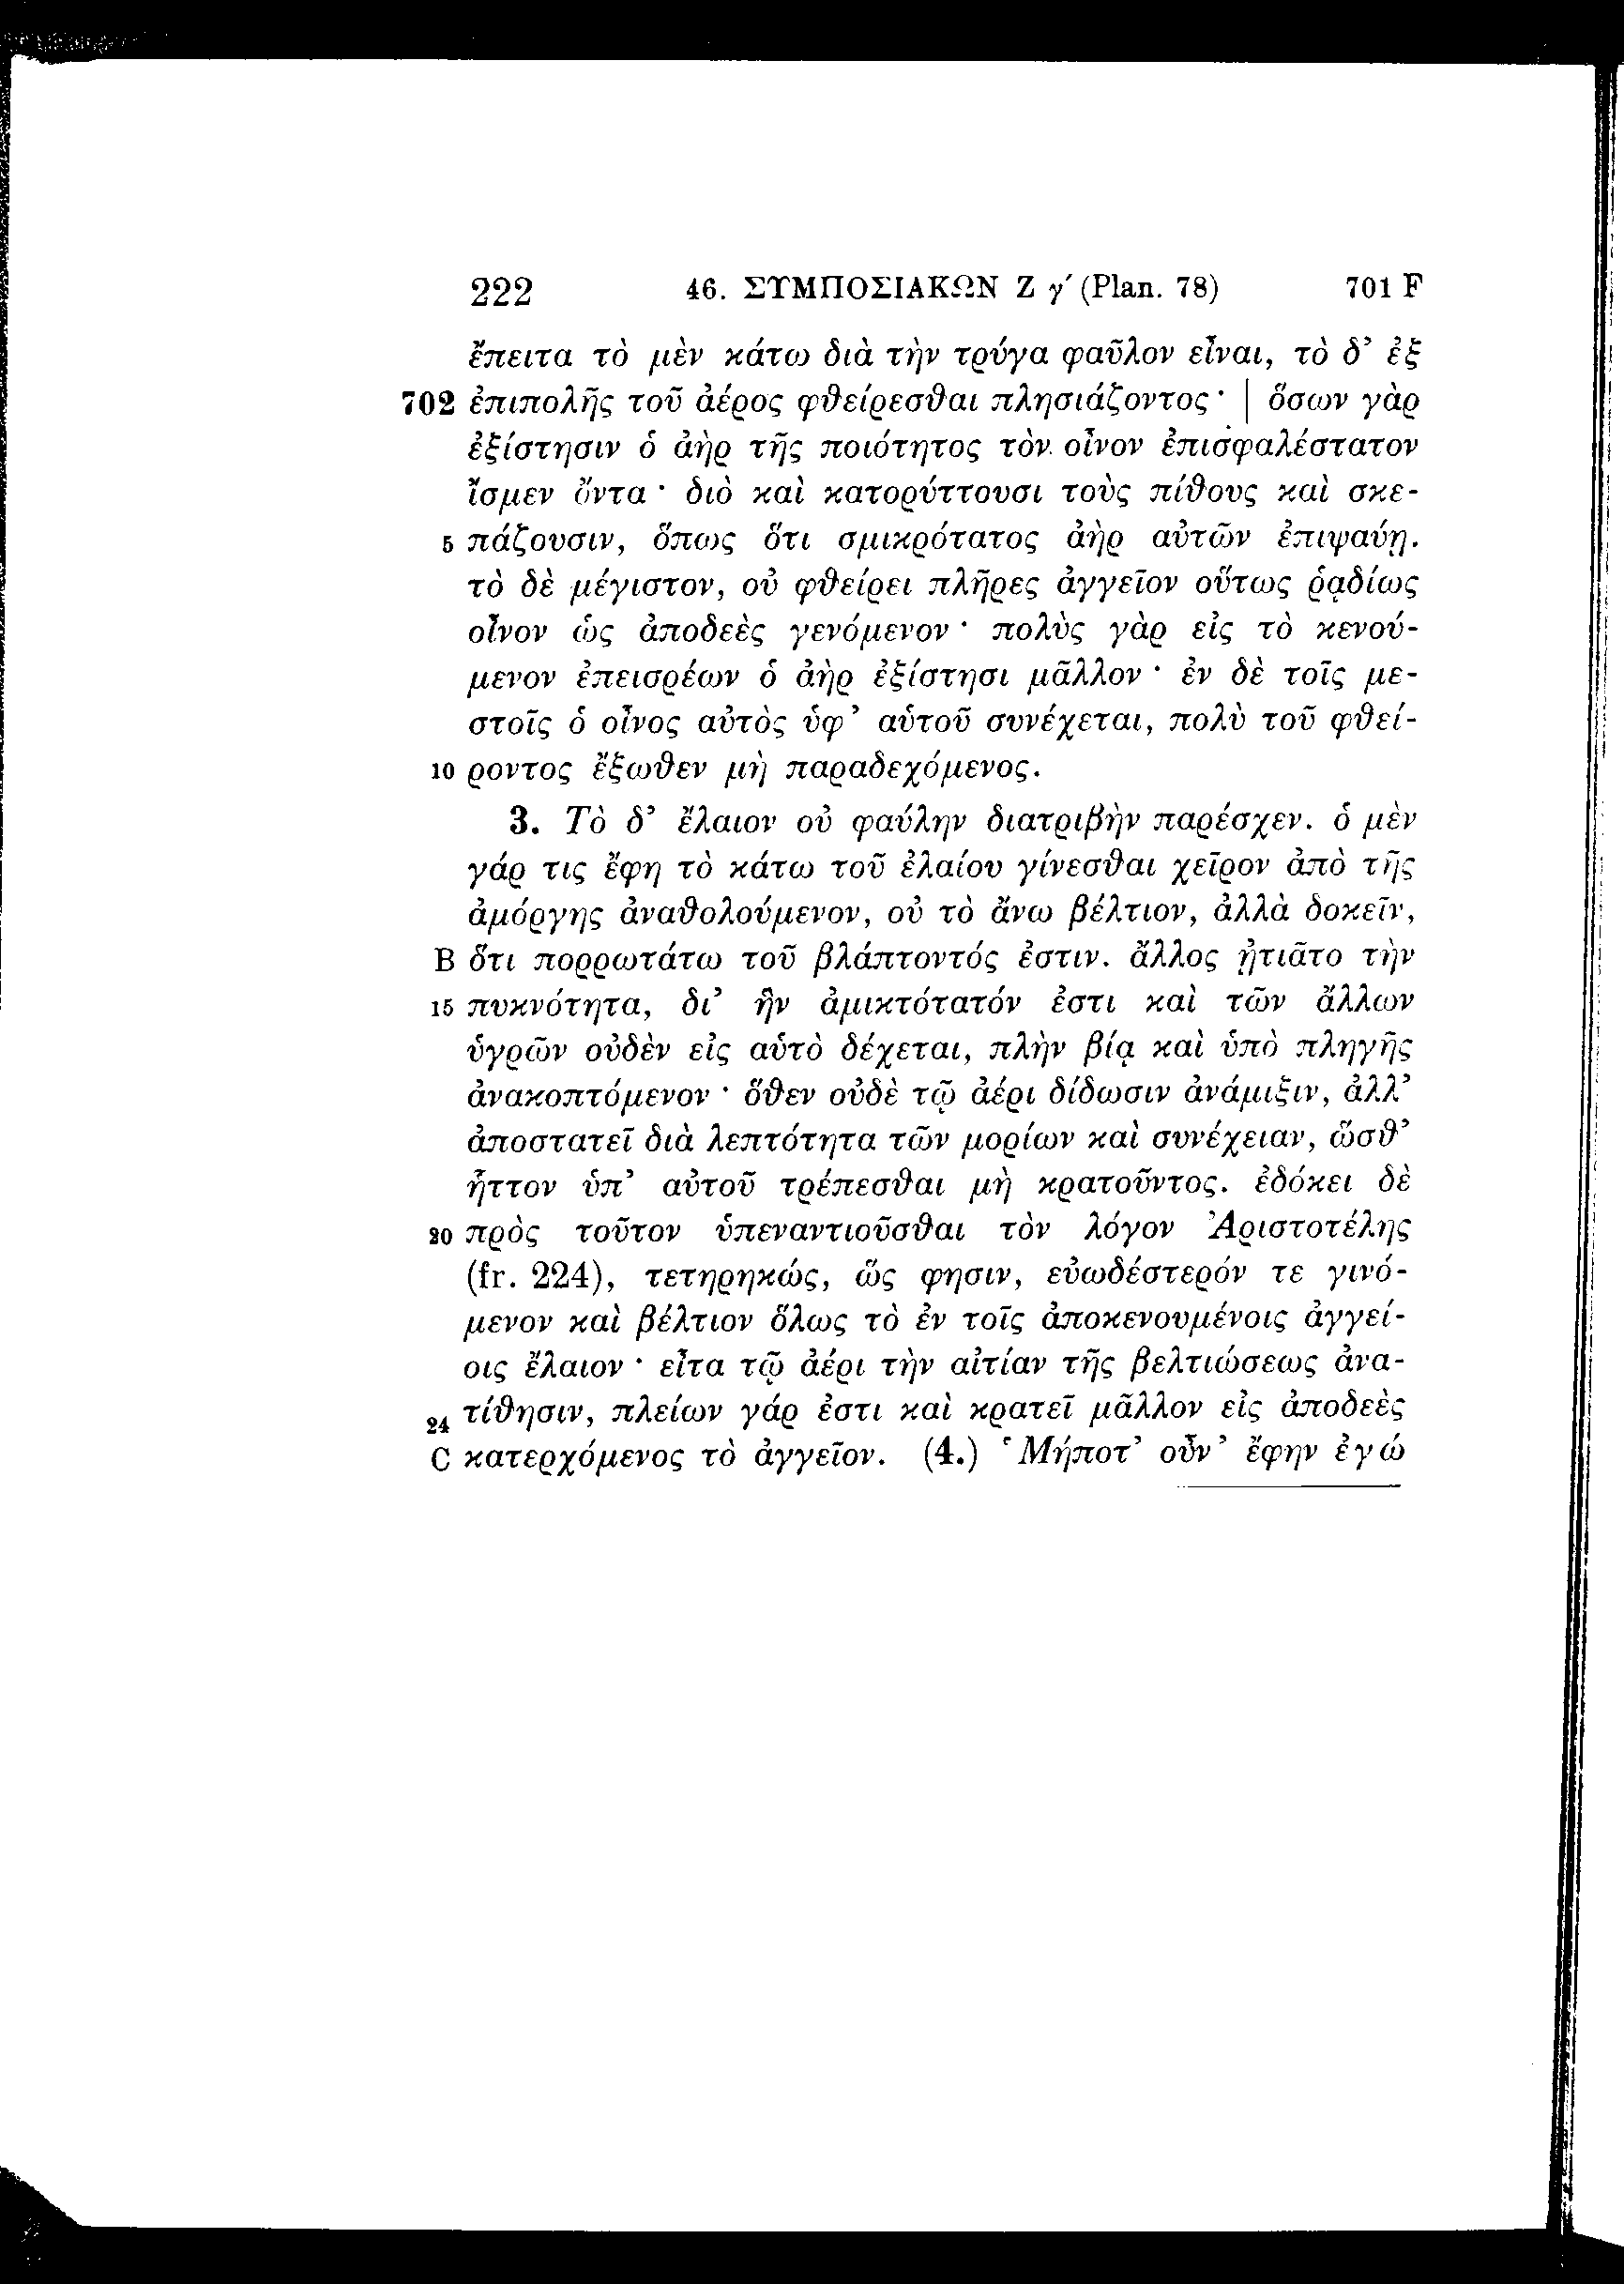 222 46. ΣΥΜΠΟΣΙΑΚΩΝ Ζ γ´ (Plan. 78) 701 F
ἔπειτα τὸ μὲν κάτω διὰ τὴν τρύγα φαῦλον εἶναι, τὸ δ’ ἐξ
702 ἐπιπολῆς τοῦ ἀέρος φθείρεσθαι πλησιάζοντος· | ὅσων γὰρ
ἐξίστησιν ὁ ἀὴρ τῆς ποιότητος τὸν οἶνον ἐπισφαλέστατον
ἴσμεν ὄντα· διὸ καὶ κατορύττουσι τοὺς πίθους καὶ σκε-
5 πάζουσιν, ὅπως ὅτι σμικρότατος ἀὴρ αὐτῶν ἐπιψαύῃ.
τὸ δὲ μέγιστον, οὐ φθείρει πλῆρες ἀγγεῖον οὕτως ῥᾳδίως
οἶνον ὡς ἀποδεὲς γενόμενον· πολὺς γὰρ εἰς τὸ κενού-
μενον ἐπεισρέων ὁ ἀὴρ ἐξίστησι μᾶλλον· ἐν δὲ τοῖς με-
στοῖς ὁ οἶνος αὐτὸς ὑφ’ αὑτοῦ συνέχεται, πολὺ τοῦ φθεί-
10 ροντος ἔξωθεν μὴ παραδεχόμενος.
3. Τὸ δ’ ἔλαιον οὐ φαύλην διατριβὴν παρέσχεν. ὁ μὲν
γάρ τις ἔφη τὸ κάτω τοῦ ἐλαίου γίνεσθαι χεῖρον ἀπὸ τῆς
ἀμόργης ἀναθολούμενον, οὐ τὸ ἄνω βέλτιον, ἀλλὰ δοκεῖν,
B ὅτι πορρωτάτω τοῦ βλάπτοντός ἐστιν. ἄλλος ᾐτιᾶτο τὴν
15 πυκνότητα, δι’ ἣν ἀμικτότατόν ἐστι καὶ τῶν ἄλλων
ὑγρῶν οὐδὲν εἰς αὑτὸ δέχεται, πλὴν βίᾳ καὶ ὑπὸ πληγῆς
ἀνακοπτόμενον· ὅθεν οὐδὲ τῷ ἀέρι δίδωσιν ἀνάμιξιν, ἀλλ’
ἀποστατεῖ διὰ λεπτότητα τῶν μορίων καὶ συνέχειαν, ὥσθ’
ἧττον ὑπ’ αὐτοῦ τρέπεσθαι μὴ κρατοῦντος. ἐδόκει δὲ
20 πρὸς τοῦτον ὑπεναντιοῦσθαι τὸν λόγον Ἀριστοτέλης
(fr. 224), τετηρηκώς, ὥς φησιν, εὐωδέστερόν τε γινό-
μενον καὶ βέλτιον ὅλως τὸ ἐν τοῖς ἀποκενουμένοις ἀγγεί-
οις ἔλαιον· εἶτα τῷ ἀέρι τὴν αἰτίαν τῆς βελτιώσεως ἀνα-
24 τίθησιν, πλείων γάρ ἐστι καὶ κρατεῖ μᾶλλον εἰς ἀποδεὲς
C κατερχόμενος τὸ ἀγγεῖον. (4.) ‘Μήποτ’ οὖν’ ἔφην ἐγώ